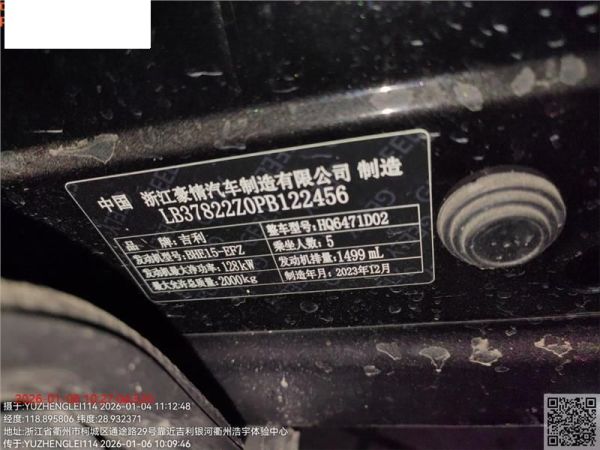 中国 浙江豪情汽车制造有限公司 制造
LB37822Z0PB122456
品 牌：吉利 整车型号：HQ6471D02
发动机型号：BHE15-EFZ 乘坐人数：5
发动机最大净功率：128kW 发动机排量：1499 mL
最大允许总质量：2000kg 制造年月：2023年12月
摄于:YUZHENGLEI114 2026-01-04 11:12:48
经度:118.895806 纬度:28.932371
地址:浙江省衢州市柯城区通途路29号靠近吉利银河衢州浩宇体验中心
传于:YUZHENGLEI114 2026-01-06 10:09:46